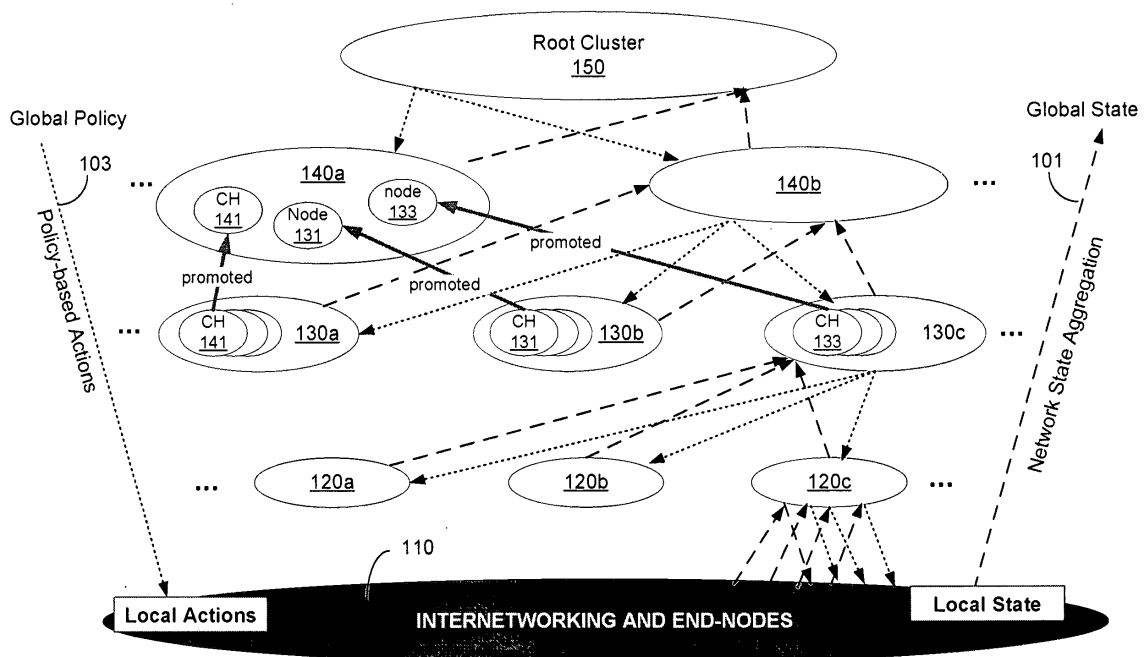 Root Cluster
150
Global Policy
Global State
103
101
...
140a
CH
141
Node
131
node
133
140b
...
Policy-based Actions
Network State Aggregation
promoted
promoted
promoted
...
CH
141
130a
CH
131
130b
CH
133
130c
...
...
120a
120b
120c
...
110
Local Actions
INTERNETWORKING AND END-NODES
Local State